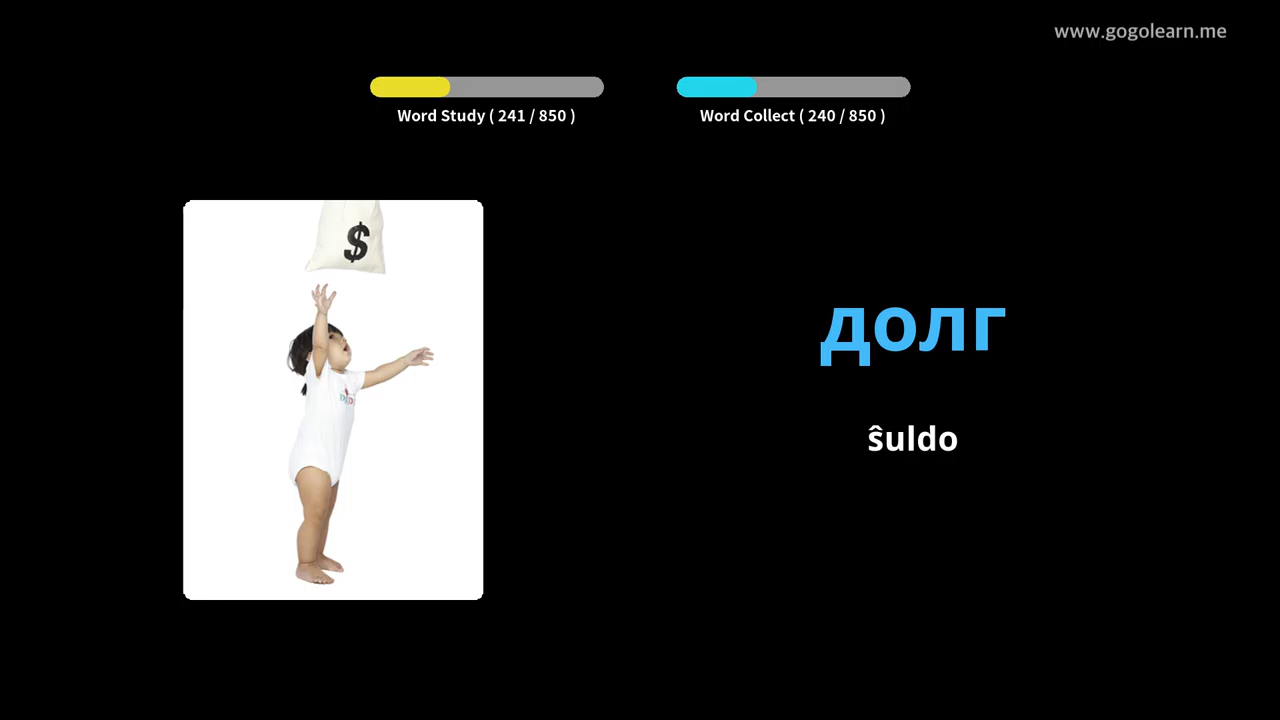 www.gogolearn.me
Word Study ( 241 / 850 )
Word Collect ( 240 / 850 )
$
долг
ŝuldo